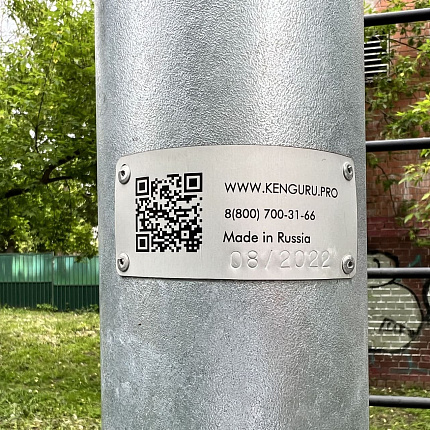 WWW.KENGURU.PRO
8(800) 700-31-66
Made in Russia
08/2022